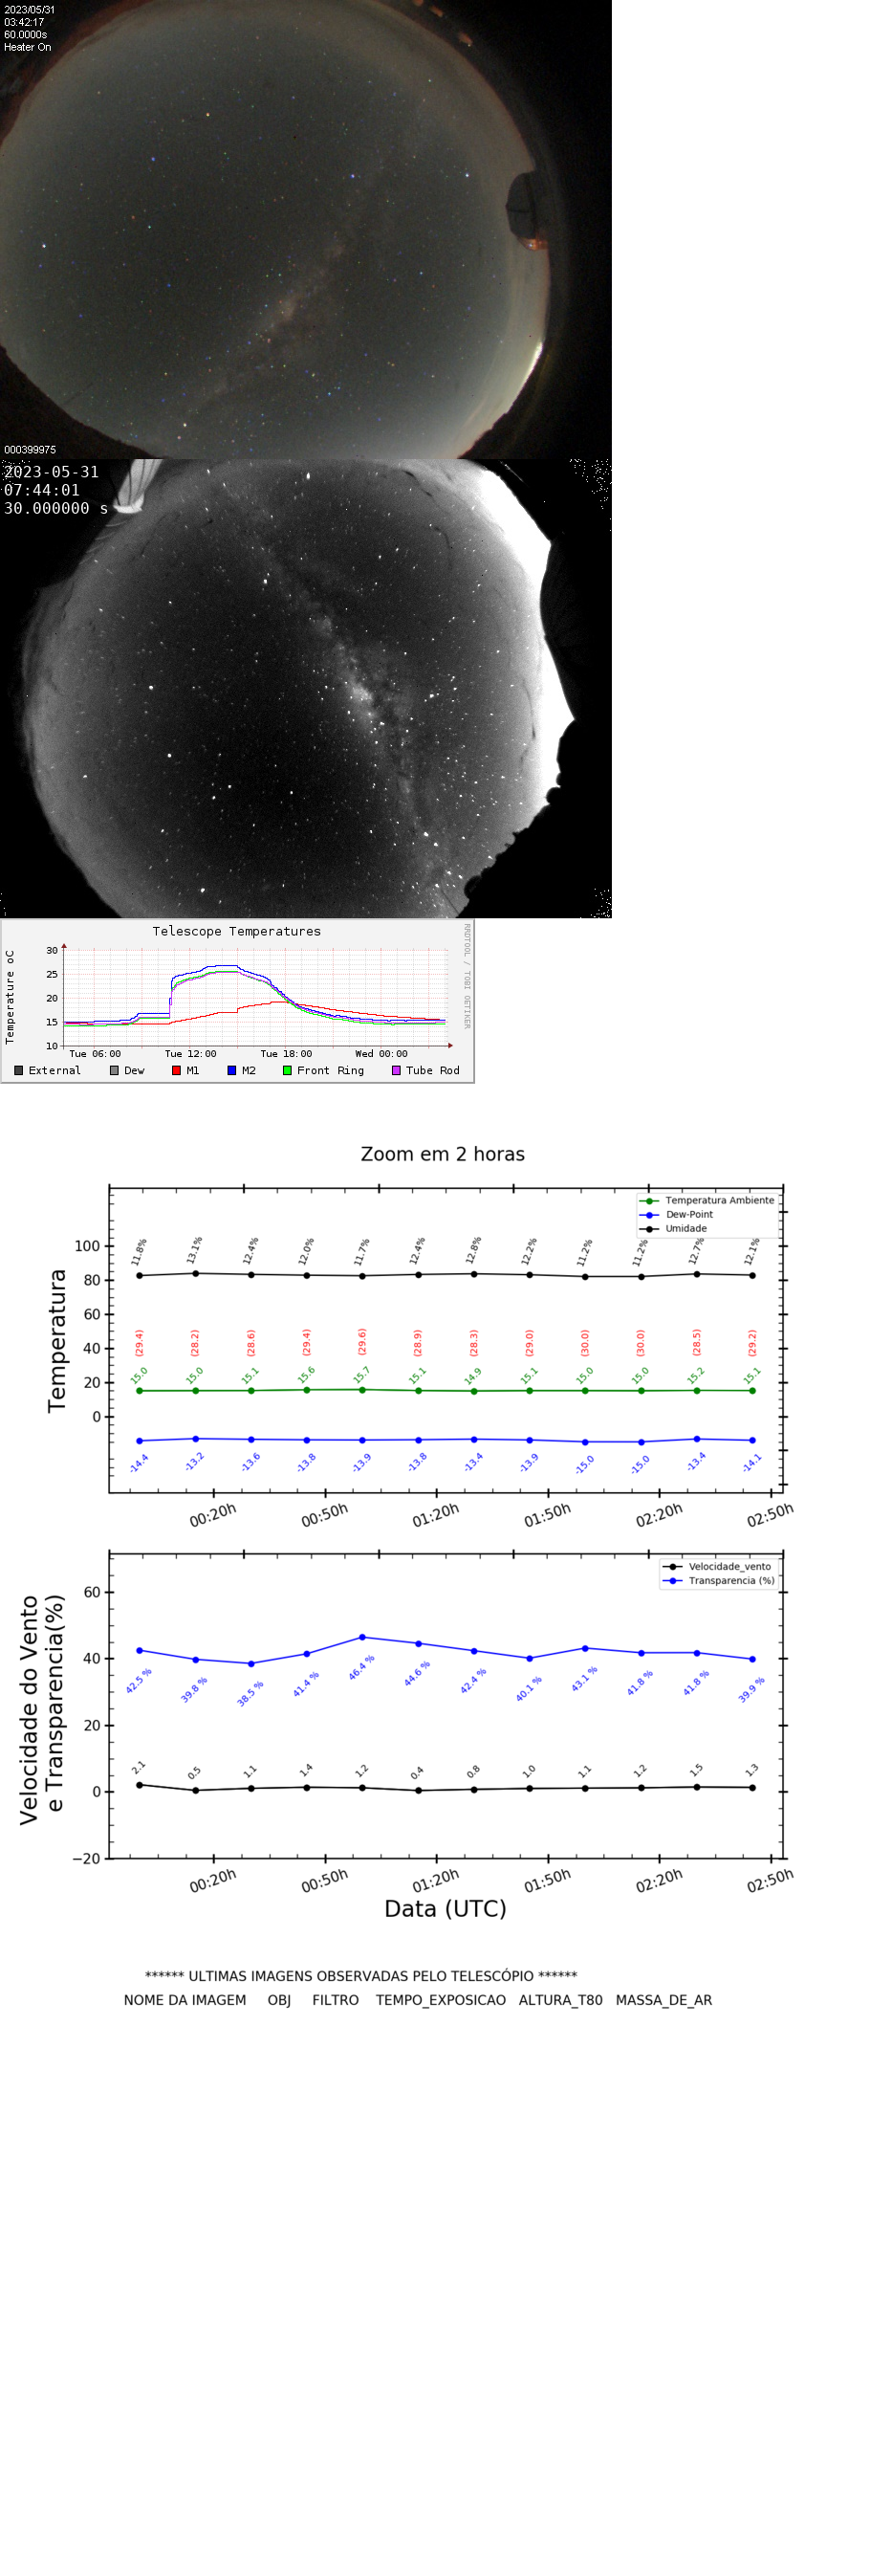 2023/05/31
03:42:17
60.0000s
Heater On
000399975
2023-05-31
07:44:01
30.000000 s
Telescope Temperatures
RRDTOOL / TOBI OETIKER
Temperature oC
30
25
20
15
10
Tue 06:00 Tue 12:00 Tue 18:00 Wed 00:00
External Dew M1 M2 Front Ring Tube Rod
Zoom em 2 horas
Temperatura Ambiente
Dew-Point
Umidade
Temperatura
100
80
60
40
20
0
11.8% 13.1% 12.4% 12.0% 11.7% 12.4% 12.8% 12.2% 11.2% 11.2% 12.7% 12.1%
(29.4) (28.2) (28.6) (29.4) (29.6) (28.9) (28.3) (29.0) (30.0) (30.0) (28.5) (29.2)
15.0 15.0 15.1 15.6 15.7 15.1 14.9 15.1 15.0 15.0 15.2 15.1
-14.4 -13.2 -13.6 -13.8 -13.9 -13.8 -13.4 -13.9 -15.0 -15.0 -13.4 -14.1
00:20h 00:50h 01:20h 01:50h 02:20h 02:50h
Velocidade_vento
Transparencia (%)
Velocidade do Vento
e Transparencia(%)
60
40
20
0
−20
42.5 % 39.8 % 38.5 % 41.4 % 46.4 % 44.6 % 42.4 % 40.1 % 43.1 % 41.8 % 41.8 % 39.9 %
2.1 0.5 1.1 1.4 1.2 0.4 0.8 1.0 1.1 1.2 1.5 1.3
00:20h 00:50h 01:20h 01:50h 02:20h 02:50h
Data (UTC)
****** ULTIMAS IMAGENS OBSERVADAS PELO TELESCÓPIO ******
NOME DA IMAGEM OBJ FILTRO TEMPO_EXPOSICAO ALTURA_T80 MASSA_DE_AR